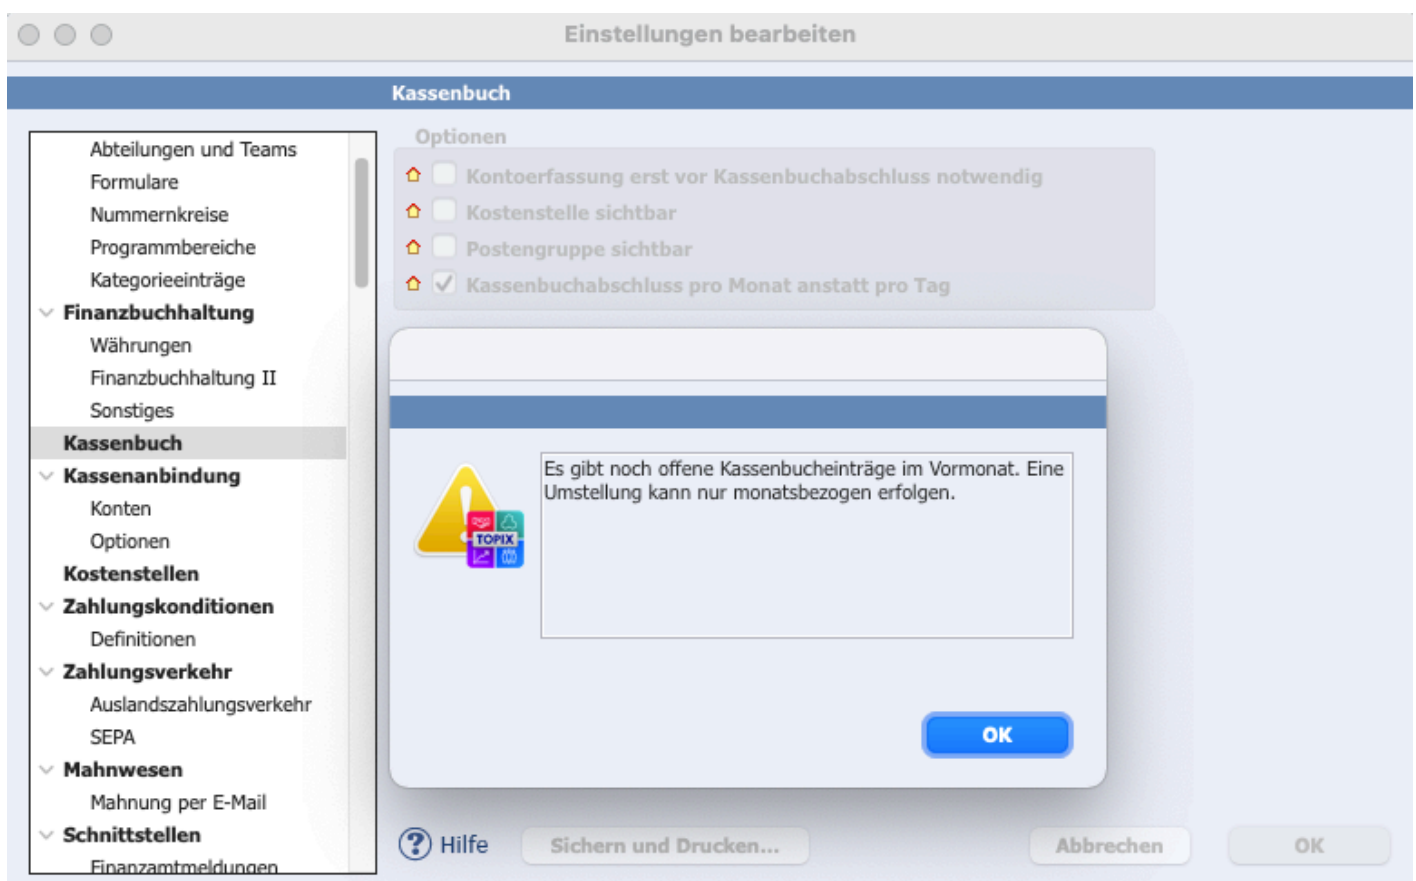 Einstellungen bearbeiten
Kassenbuch
Abteilungen und Teams
Formulare
Nummernkreise
Programmbereiche
Kategorieeinträge
Finanzbuchhaltung
Währungen
Finanzbuchhaltung II
Sonstiges
Kassenbuch
Kassenanbindung
Konten
Optionen
Kostenstellen
Zahlungskonditionen
Definitionen
Zahlungsverkehr
Auslandszahlungsverkehr
SEPA
Mahnwesen
Mahnung per E-Mail
Schnittstellen
Finanzamtmeldungen
Optionen
Kontoerfassung erst vor Kassenbuchabschluss notwendig
Kostenstelle sichtbar
Postengruppe sichtbar
Kassenbuchabschluss pro Monat anstatt pro Tag
Es gibt noch offene Kassenbucheinträge im Vormonat. Eine
Umstellung kann nur monatsbezogen erfolgen.
TOPIX
OK
? Hilfe
Sichern und Drucken...
Abbrechen
OK